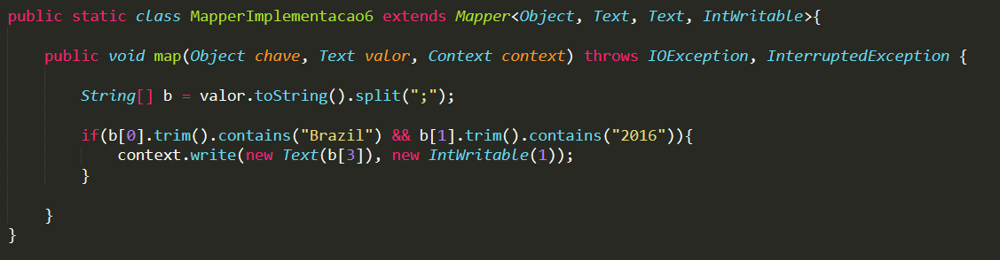 public static class MapperImplementacao6 extends Mapper<Object, Text, Text, IntWritable>{
public void map(Object chave, Text valor, Context context) throws IOException, InterruptedException {
String[] b = valor.toString().split(";");
if(b[0].trim().contains("Brazil") && b[1].trim().contains("2016")){
context.write(new Text(b[3]), new IntWritable(1));
}
}
}